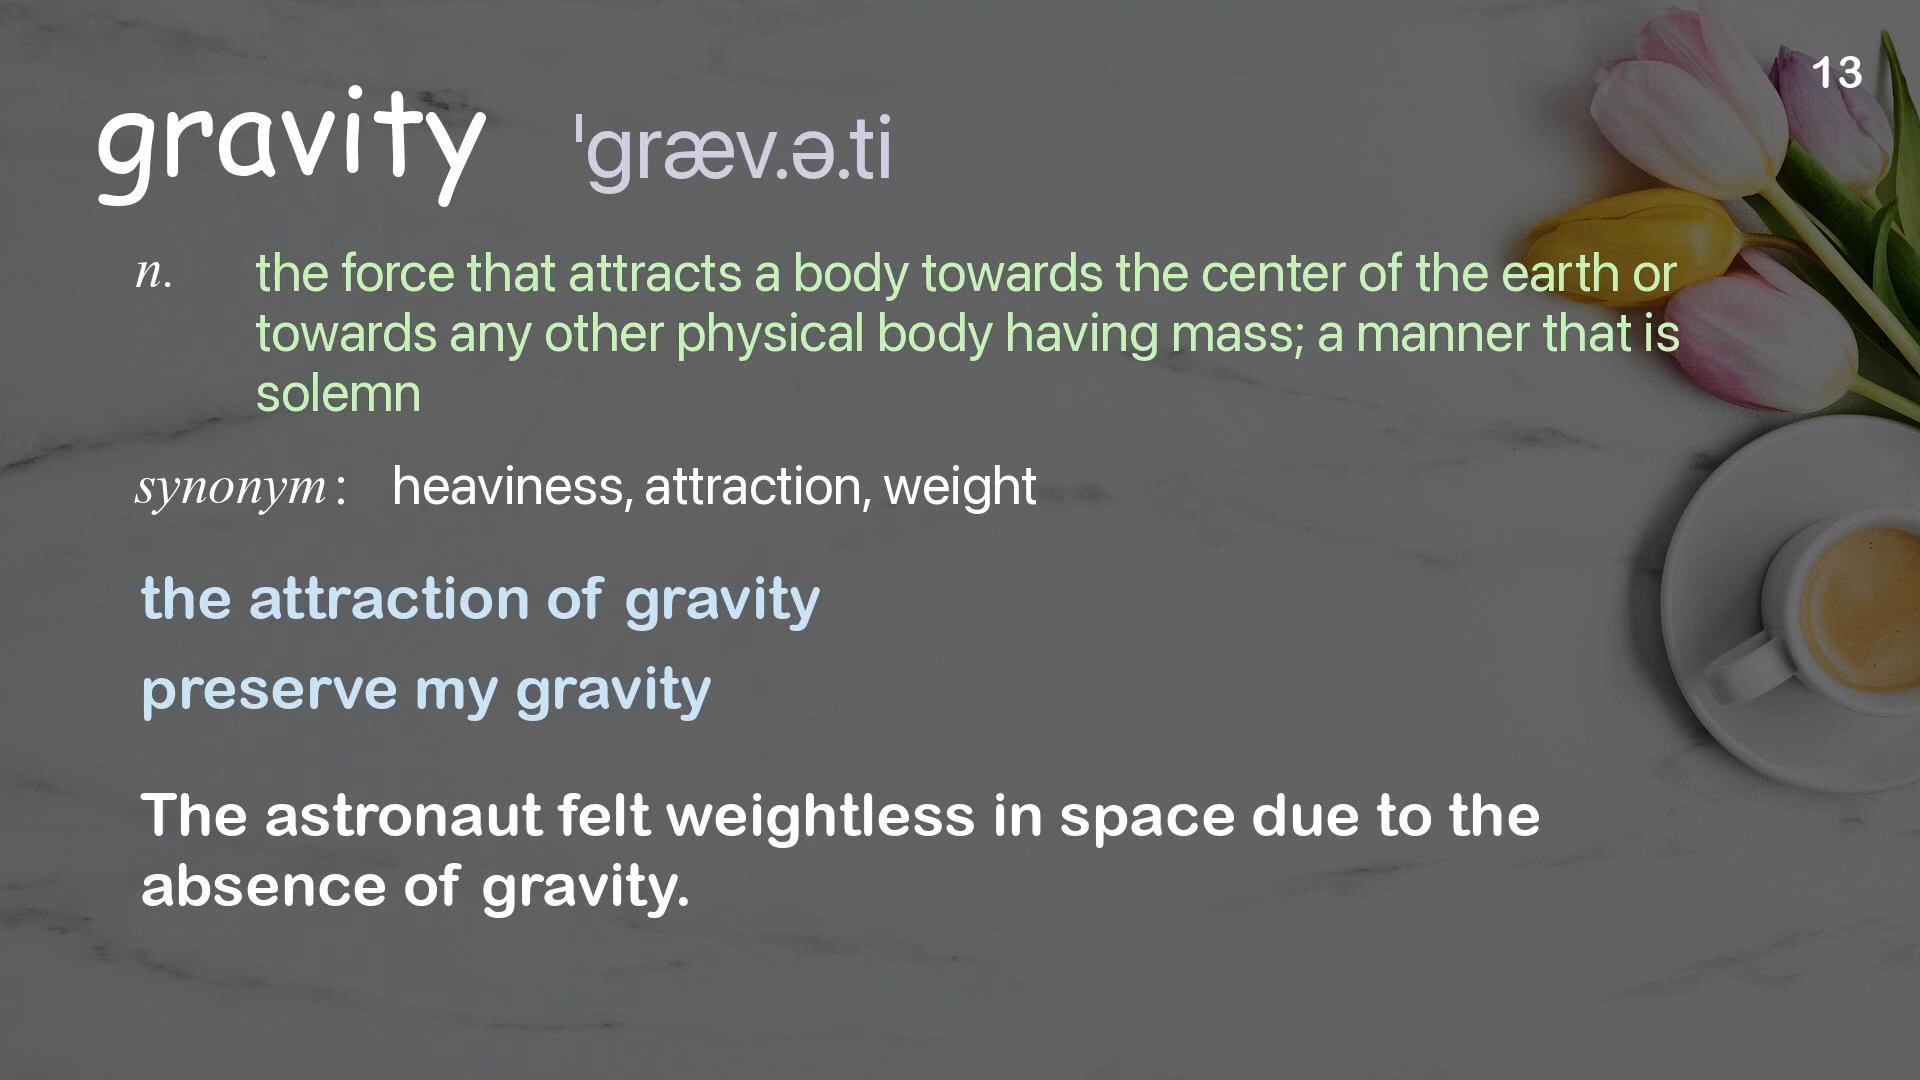 13
gravity ˈɡræv.ə.ti
n. the force that attracts a body towards the center of the earth or
towards any other physical body having mass; a manner that is
solemn
synonym: heaviness, attraction, weight
the attraction of gravity
preserve my gravity
The astronaut felt weightless in space due to the
absence of gravity.